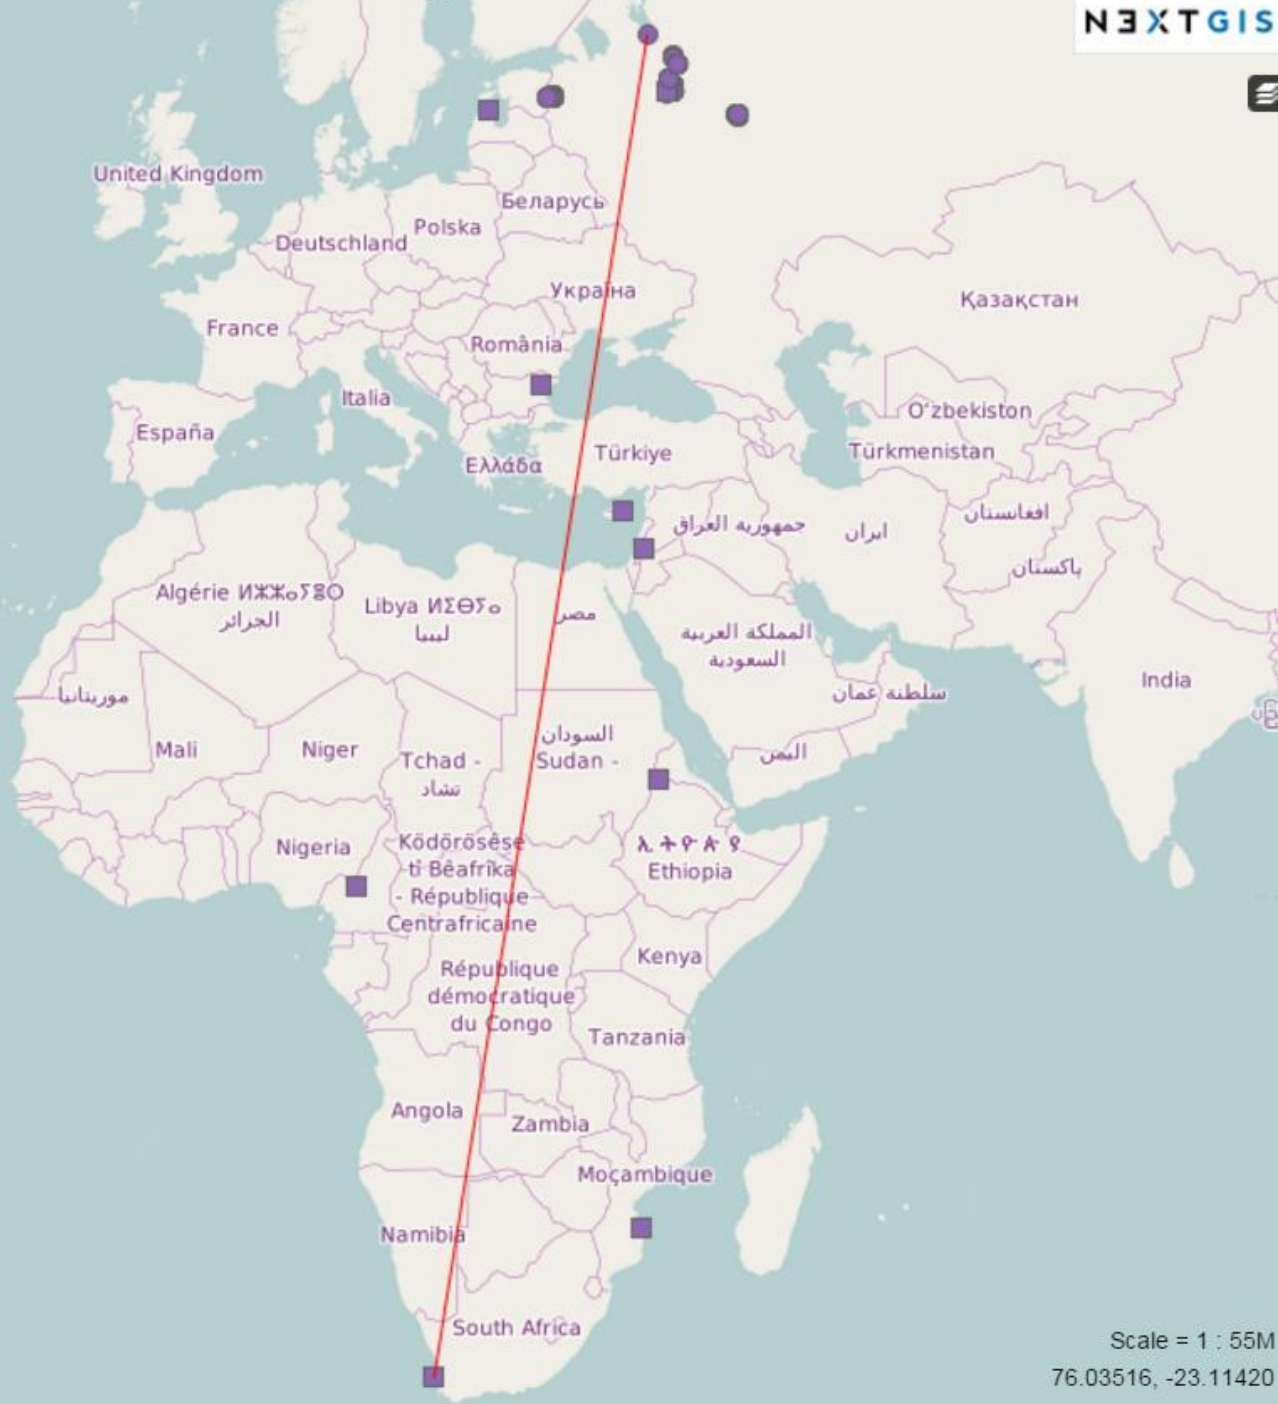 NEXTGIS
United Kingdom
Беларусь
Polska
Deutschland
Україна
Қазақстан
France
România
Italia
Oʻzbekiston
España
Türkiye
Türkmenistan
Ελλάδα
افغانستان
جمهورية العراق
ایران
پاکستان
Algérie ⵍⵣⵣⴰⵢⴻⵔ
الجزائر
Libya ⵍⵉⴱⵢⴰ
ليبيا
مصر
المملكة العربية
السعودية
India
موريتانيا
سلطنة عمان
Mali
Niger
Tchad -
تشاد
السودان
Sudan -
اليمن
Nigeria
Ködörösêse
tî Bêafrîka
- République
Centrafricaine
ኢትዮጵያ
Ethiopia
Kenya
République
démocratique
du Congo
Tanzania
Angola
Zambia
Moçambique
Namibia
South Africa
Scale = 1 : 55M
76.03516, -23.11420